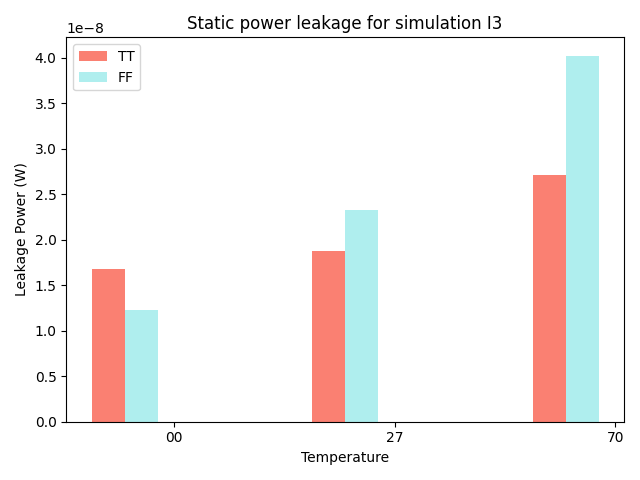 Static power leakage for simulation I3
1e−8
TT
FF
4.0
3.5
3.0
2.5
2.0
1.5
1.0
0.5
0.0
Leakage Power (W)
00
27
70
Temperature